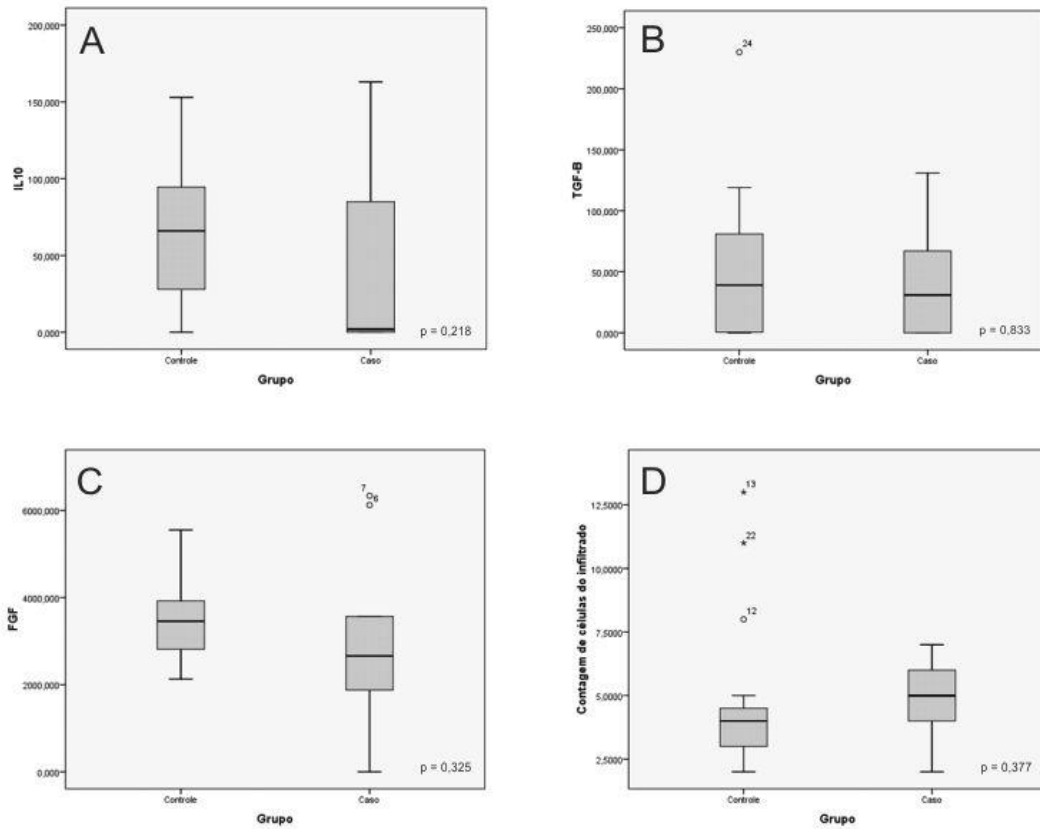 A
200,000
150,000
100,000
50,000
0,000
IL10
Controle
Caso
Grupo
p = 0,218
B
250,000
200,000
150,000
100,000
50,000
0,000
TGF-B
24
Controle
Caso
Grupo
p = 0,833
C
6000,000
4000,000
2000,000
0,000
FGF
7
6
Controle
Caso
Grupo
p = 0,325
D
12,5000
10,0000
7,5000
5,0000
2,5000
Contagem de células do infiltrado
13
22
12
Controle
Caso
Grupo
p = 0,377